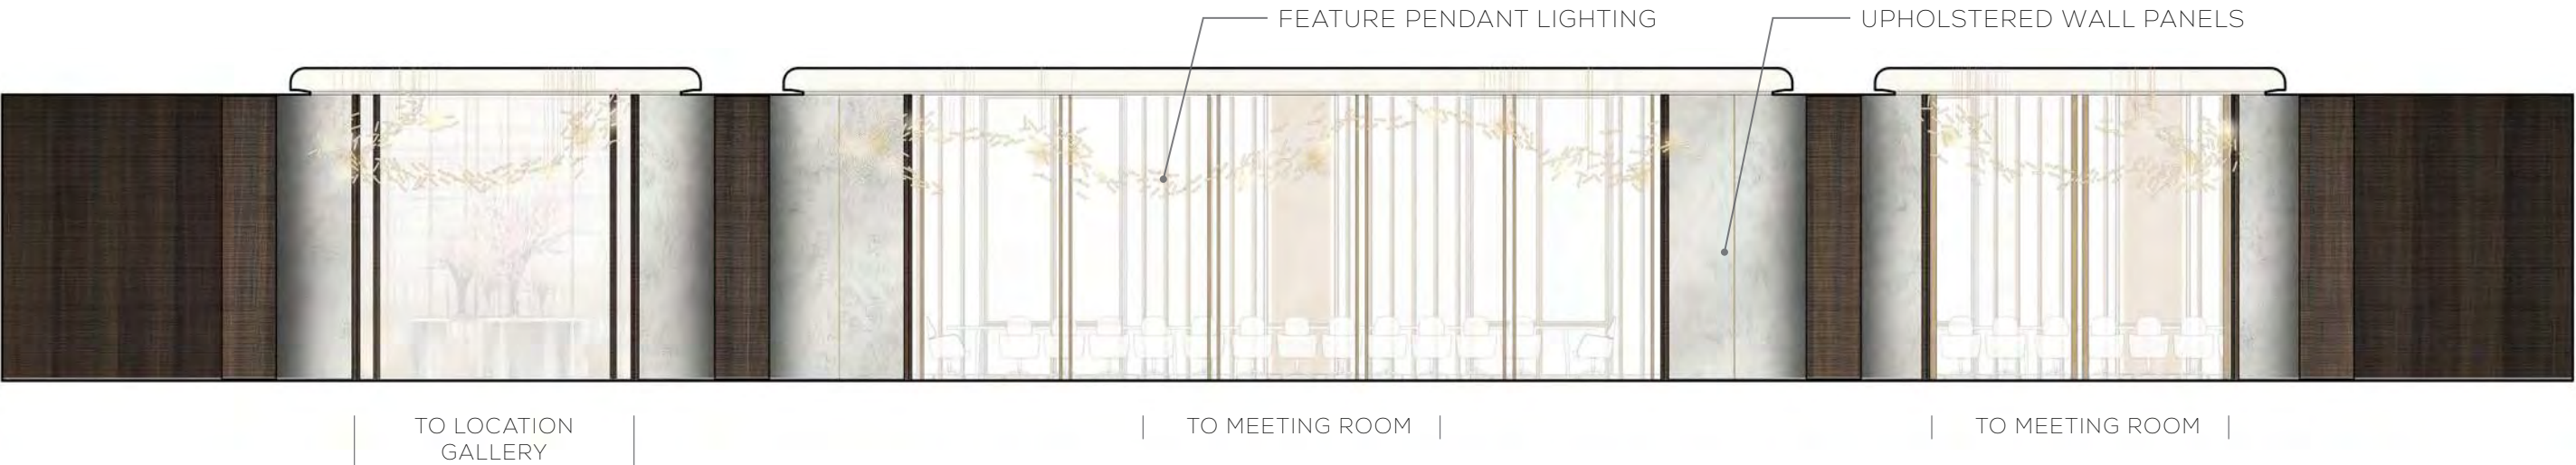 FEATURE PENDANT LIGHTING
UPHOLSTERED WALL PANELS
TO LOCATION
GALLERY
TO MEETING ROOM
TO MEETING ROOM